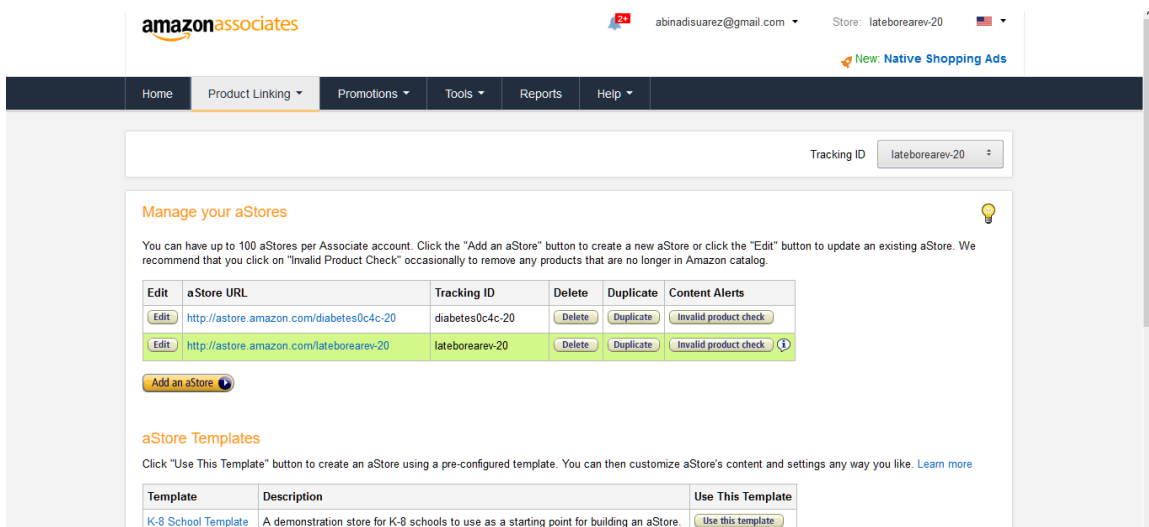 amazonassociates
2+
abinadisuarez@gmail.com
Store: lateborearev-20
New: Native Shopping Ads
Home Product Linking Promotions Tools Reports Help
Tracking ID lateborearev-20
Manage your aStores
You can have up to 100 aStores per Associate account. Click the "Add an aStore" button to create a new aStore or click the "Edit" button to update an existing aStore. We
recommend that you click on "Invalid Product Check" occasionally to remove any products that are no longer in Amazon catalog.
Edit aStore URL Tracking ID Delete Duplicate Content Alerts
Edit http://astore.amazon.com/diabetes0c4c-20 diabetes0c4c-20 Delete Duplicate Invalid product check
Edit http://astore.amazon.com/lateborearev-20 lateborearev-20 Delete Duplicate Invalid product check
Add an aStore
aStore Templates
Click "Use This Template" button to create an aStore using a pre-configured template. You can then customize aStore's content and settings any way you like. Learn more
Template Description Use This Template
K-8 School Template A demonstration store for K-8 schools to use as a starting point for building an aStore. Use this template